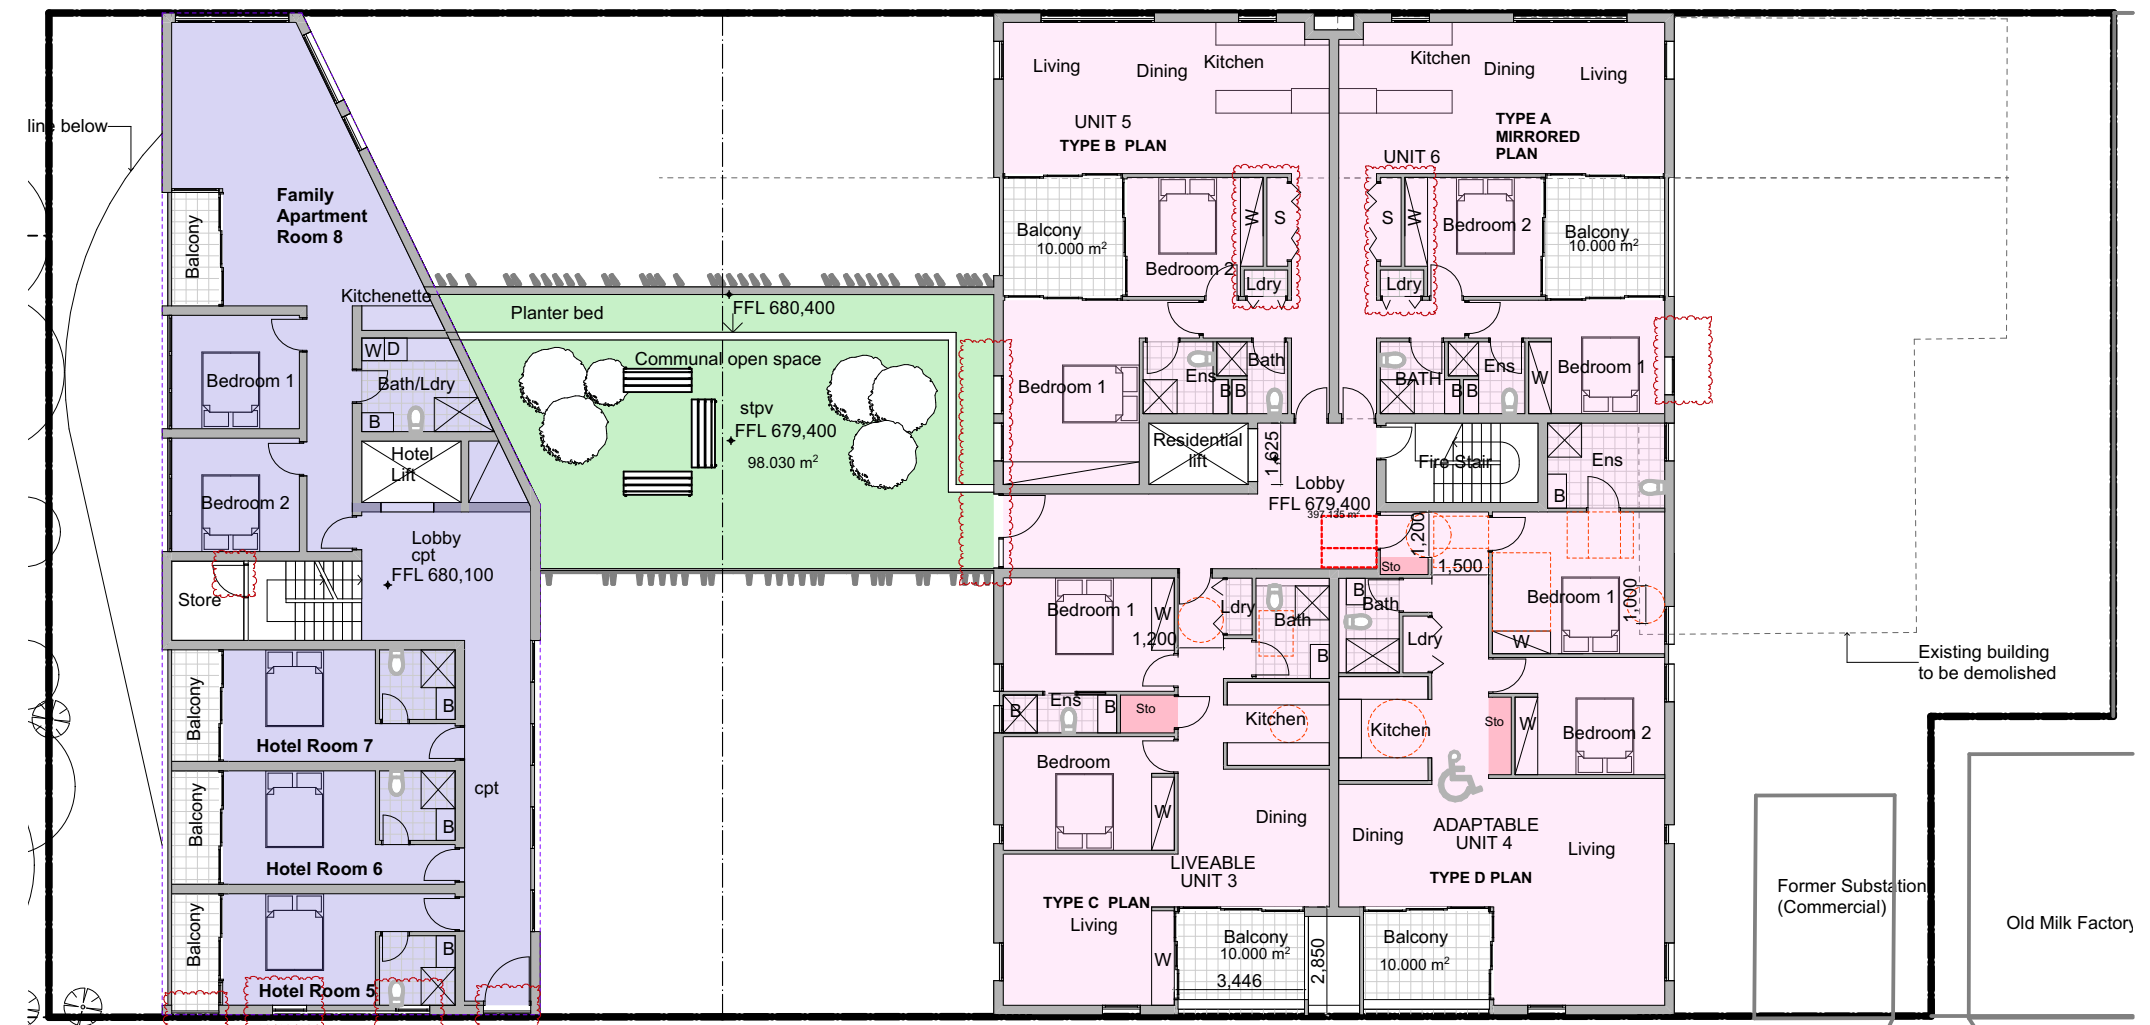 line below
Family
Apartment
Room 8
Balcony
Kitchenette
Bedroom 1
W D
Bath/Ldry
B
Bedroom 2
Hotel
Lift
Lobby
cpt
FFL 680,100
Store
Balcony
B
Hotel Room 7
Balcony
B
Hotel Room 6
cpt
Balcony
B
Hotel Room 5
Planter bed
FFL 680,400
Communal open space
stpv
FFL 679,400
98.030 m²
Living
Dining
Kitchen
UNIT 5
TYPE B PLAN
Balcony
10.000 m²
Bedroom 2
W
S
Ldry
Bedroom 1
Ens
Bath
B B
Residential
lift
1,625
Kitchen
Dining
Living
TYPE A
MIRRORED
PLAN
UNIT 6
S
W
Bedroom 2
Balcony
10.000 m²
Ldry
BATH
Ens
B B
W
Bedroom 1
Fire Stair
Ens
B
Lobby
FFL 679,400
397.135 m²
1,200
Sto
1,500
Bedroom 1
1,000
W
Bedroom 1
W
1,200
Ldry
Bath
B
B
Ens
B
Sto
Kitchen
Bedroom
W
Dining
LIVEABLE
UNIT 3
TYPE C PLAN
Living
W
Balcony
10.000 m²
3,446
2,850
B
Bath
Ldry
Kitchen
Sto
W
Bedroom 2
Dining
ADAPTABLE
UNIT 4
Living
TYPE D PLAN
Balcony
10.000 m²
Existing building
to be demolished
Former Substation
(Commercial)
Old Milk Factory